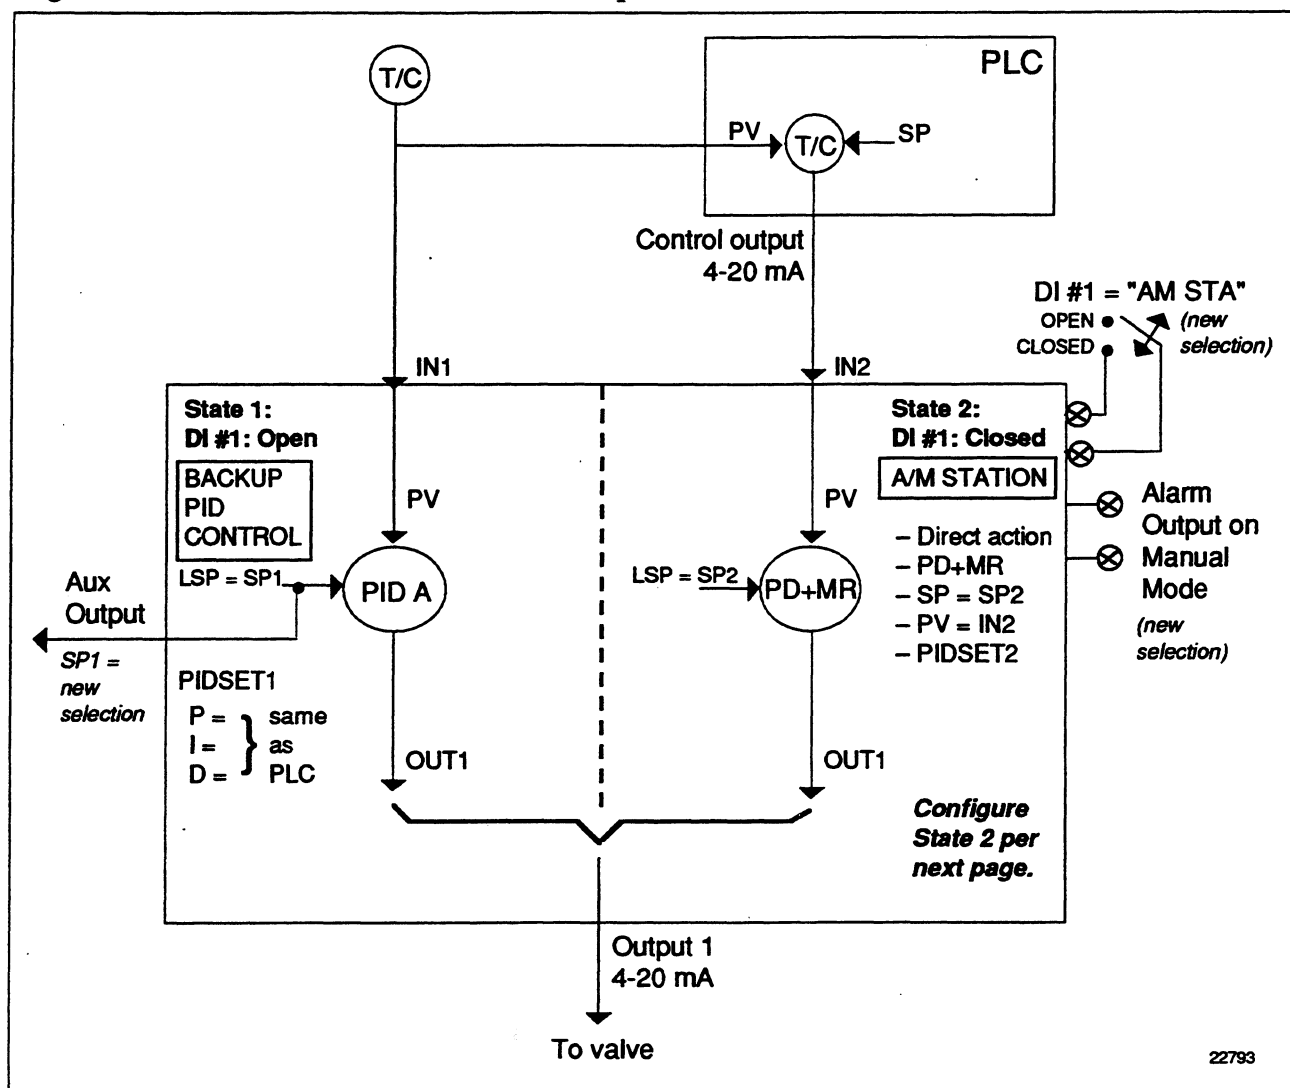 T/C
PLC
PV
T/C
SP
Control output
4-20 mA
DI #1 = "AM STA"
OPEN
(new
selection)
CLOSED
IN1
IN2
State 1:
DI #1: Open
BACKUP
PID
CONTROL
PV
LSP = SP1
PID A
Aux
Output
SP1 =
new
selection
PIDSET1
P =
I =
D =
}
same
as
PLC
OUT1
State 2:
DI #1: Closed
A/M STATION
PV
LSP = SP2
PD+MR
– Direct action
– PD+MR
– SP = SP2
– PV = IN2
– PIDSET2
Alarm
Output on
Manual
Mode
(new
selection)
OUT1
Configure
State 2 per
next page.
Output 1
4-20 mA
To valve
22793